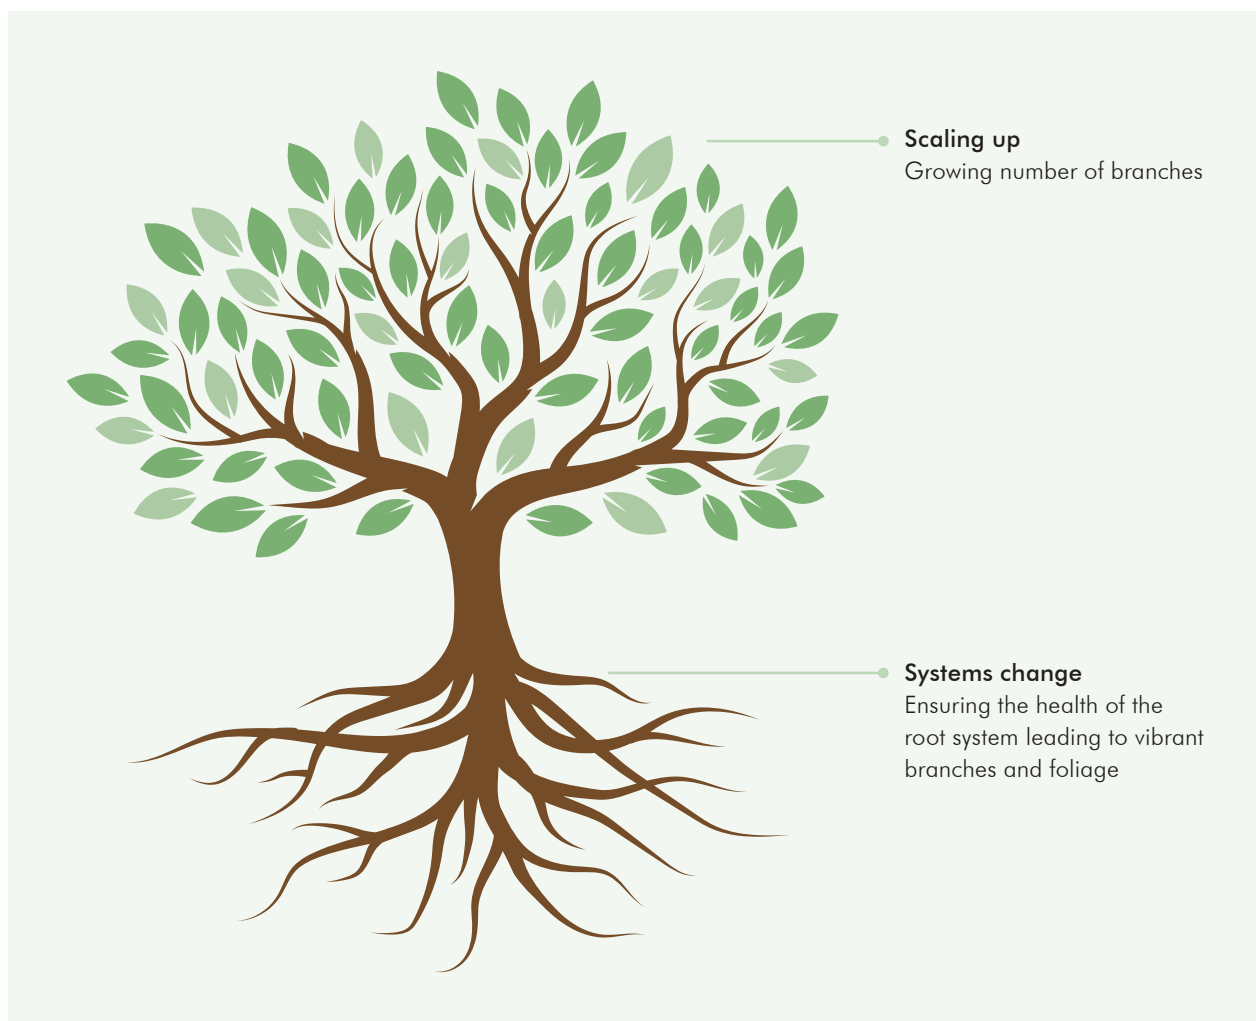 Scaling up
Growing number of branches
Systems change
Ensuring the health of the
root system leading to vibrant
branches and foliage